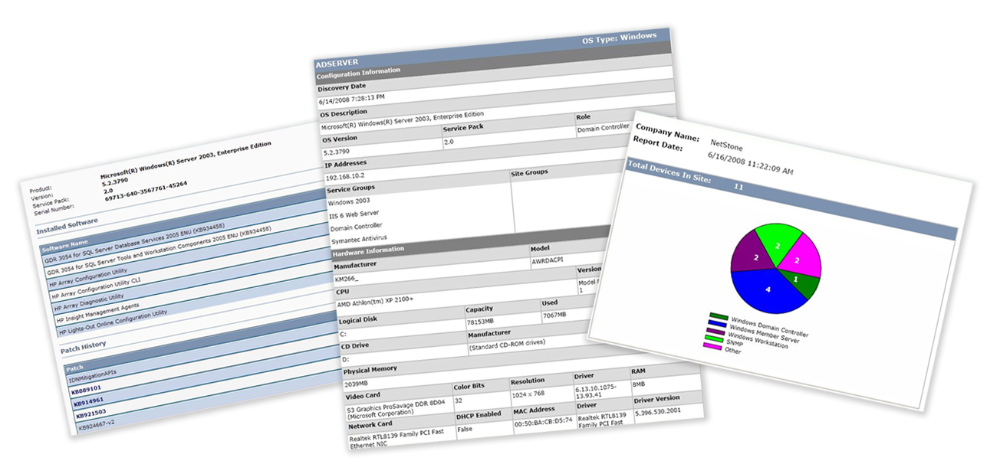 Product: Microsoft(R) Windows(R) Server 2003, Enterprise Edition
Version: 5.2.3790
Service Pack: 2.0
Serial Number: 69713-640-3567761-45264
Installed Software
Software Name
GDR 3054 for SQL Server Database Services 2005 ENU (KB934458)
GDR 3054 for SQL Server Tools and Workstation Components 2005 ENU (KB934458)
HP Array Configuration Utility
HP Array Configuration Utility CLI
HP Array Diagnostic Utility
HP Insight Management Agents
HP Lights-Out Online Configuration Utility
Patch History
Patch
IDNMitigationAPIs
KB889101
KB914961
KB921503
KB924667-v2
ADSERVER OS Type: Windows
Configuration Information
Discovery Date
6/14/2008 7:28:13 PM
OS Description
Microsoft(R) Windows(R) Server 2003, Enterprise Edition
OS Version Service Pack Role
5.2.3790 2.0 Domain Controller
IP Addresses
192.168.10.2
Service Groups Site Groups
Windows 2003
IIS 6 Web Server
Domain Controller
Symantec Antivirus
Hardware Information
Manufacturer Model
KM266_ AWRDACPI
CPU Version
AMD Athlon(tm) XP 2100+ Model
1
Logical Disk Capacity Used
C: 78153MB 7067MB
CD Drive Manufacturer
D: (Standard CD-ROM drives)
Physical Memory
2039MB
Video Card Color Bits Resolution Driver RAM
S3 Graphics ProSavage DDR 8D04 32 1024 x 768 6.13.10.1075- 8MB
(Microsoft Corporation) 13.93.41
Network Card DHCP Enabled MAC Address Driver Driver Version
Realtek RTL8139 Family PCI Fast False 00:50:BA:CB:D5:74 Realtek RTL8139 5.396.530.2001
Ethernet NIC Family PCI Fast
Company Name: NetStone
Report Date: 6/16/2008 11:22:09 AM
Total Devices In Site: 11
2
2
2
1
4
Windows Domain Controller
Windows Member Server
Windows Workstation
SNMP
Other